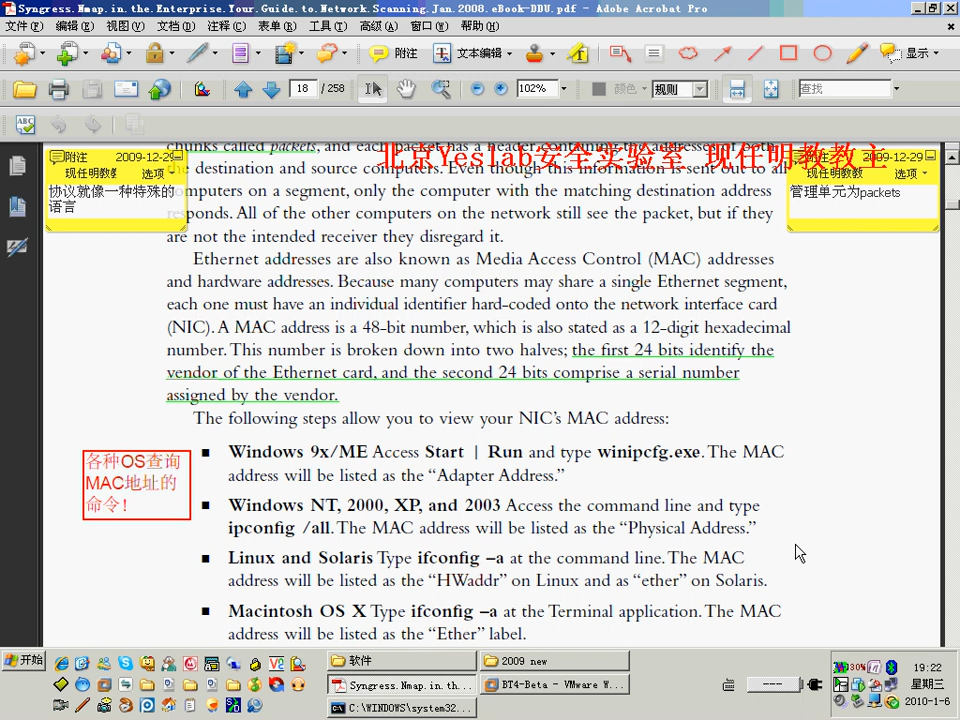 Syngress.Nmap.in.the.Enterprise.Your.Guide.to.Network.Scanning.Jan.2008.eBook-DDU.pdf - Adobe Acrobat Pro
文件(F) 编辑(E) 视图(V) 文档(D) 注释(C) 表单(R) 工具(T) 高级(A) 窗口(W) 帮助(H)
附注 文本编辑 显示
18 / 258 102% 颜色 规则 查找
chunks called packets, and each packet has a header containing the addresses of both
北京Yeslab安全实验室 现任明教教主
附注 2009-12-29
现任明教教 选项
协议就像一种特殊的
语言
附注 2009-12-29
现任明教教 选项
管理单元为packets
the destination and source computers. Even though this information is sent out to all
computers on a segment, only the computer with the matching destination address
responds. All of the other computers on the network still see the packet, but if they
are not the intended receiver they disregard it.
Ethernet addresses are also known as Media Access Control (MAC) addresses
and hardware addresses. Because many computers may share a single Ethernet segment,
each one must have an individual identifier hard-coded onto the network interface card
(NIC). A MAC address is a 48-bit number, which is also stated as a 12-digit hexadecimal
number. This number is broken down into two halves; the first 24 bits identify the
vendor of the Ethernet card, and the second 24 bits comprise a serial number
assigned by the vendor.
The following steps allow you to view your NIC's MAC address:
各种OS查询
MAC地址的
命令!
■ Windows 9x/ME Access Start | Run and type winipcfg.exe. The MAC
address will be listed as the “Adapter Address.”
■ Windows NT, 2000, XP, and 2003 Access the command line and type
ipconfig /all. The MAC address will be listed as the “Physical Address.”
■ Linux and Solaris Type ifconfig –a at the command line. The MAC
address will be listed as the “HWaddr” on Linux and as “ether” on Solaris.
■ Macintosh OS X Type ifconfig –a at the Terminal application. The MAC
address will be listed as the “Ether” label.
开始 软件 2009 new 30% 19:22
Syngress.Nmap.in.th... BT4-Beta - VMware W... 星期三
C:\WINDOWS\system32... 2010-1-6